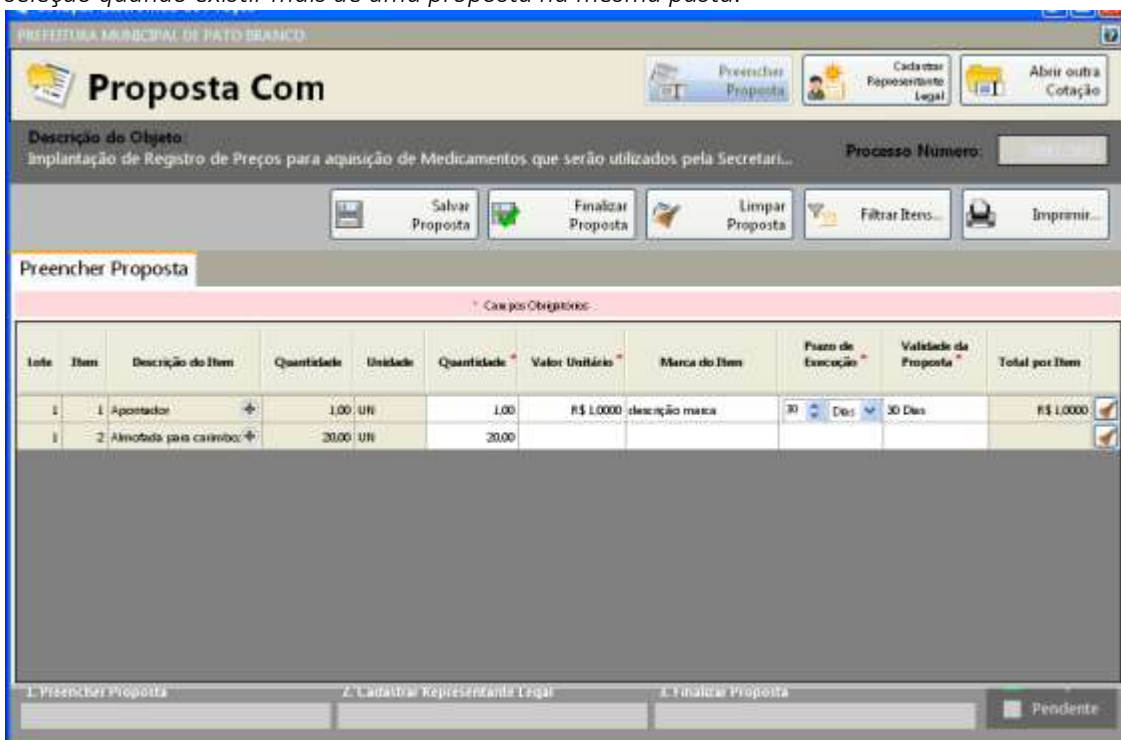 seleção quando existir mais de uma proposta na mesma pasta.
PREFEITURA MUNICIPAL DE PATO BRANCO
Proposta Com
Preencher Proposta
Cadastrar Representante Legal
Abrir outra Cotação
Descrição do Objeto:
Implantação de Registro de Preços para aquisição de Medicamentos que serão utilizados pela Secretari...
Processo Numero:
Salvar Proposta
Finalizar Proposta
Limpar Proposta
Filtrar Itens...
Imprimir...
Preencher Proposta
* Campos Obrigatórios
Lote Item Descrição do Item Quantidade Unidade Quantidade * Valor Unitário * Marca do Item Prazo de Execução * Validade da Proposta * Total por Item
1 1 Apontador 1,00 UN 1,00 R$ 1,0000 descrição marca 30 Dias 30 Dias R$ 1,0000
1 2 Almofada para carimbo: 20,00 UN 20,00
1. Preencher Proposta 2. Cadastrar Representante Legal 3. Finalizar Proposta
Pendente